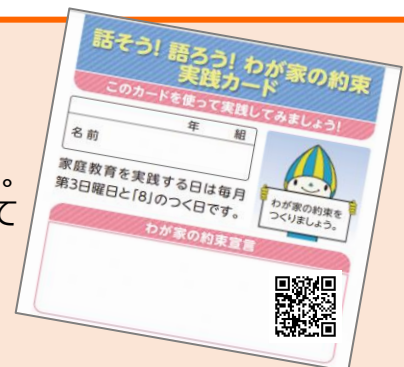 話そう!語ろう!わが家の約束
実践カード
このカードを使って実践してみましょう!
年 組
名前
家庭教育を実践する日は毎月
第3日曜日と「8」のつく日です。
わが家の約束を
つくりましょう。
わが家の約束宣言
。
て